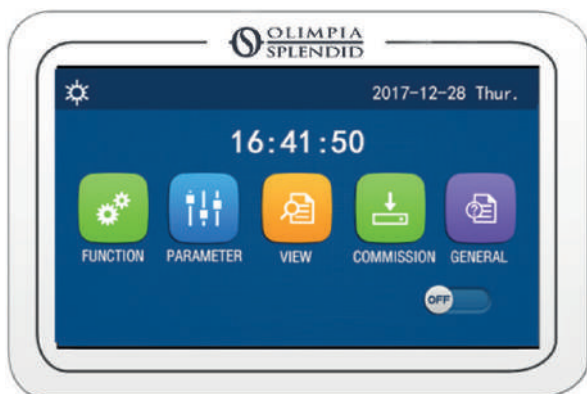 OLIMPIA
SPLENDID
2017-12-28 Thur.
16:41:50
FUNCTION PARAMETER VIEW COMMISSION GENERAL
OFF